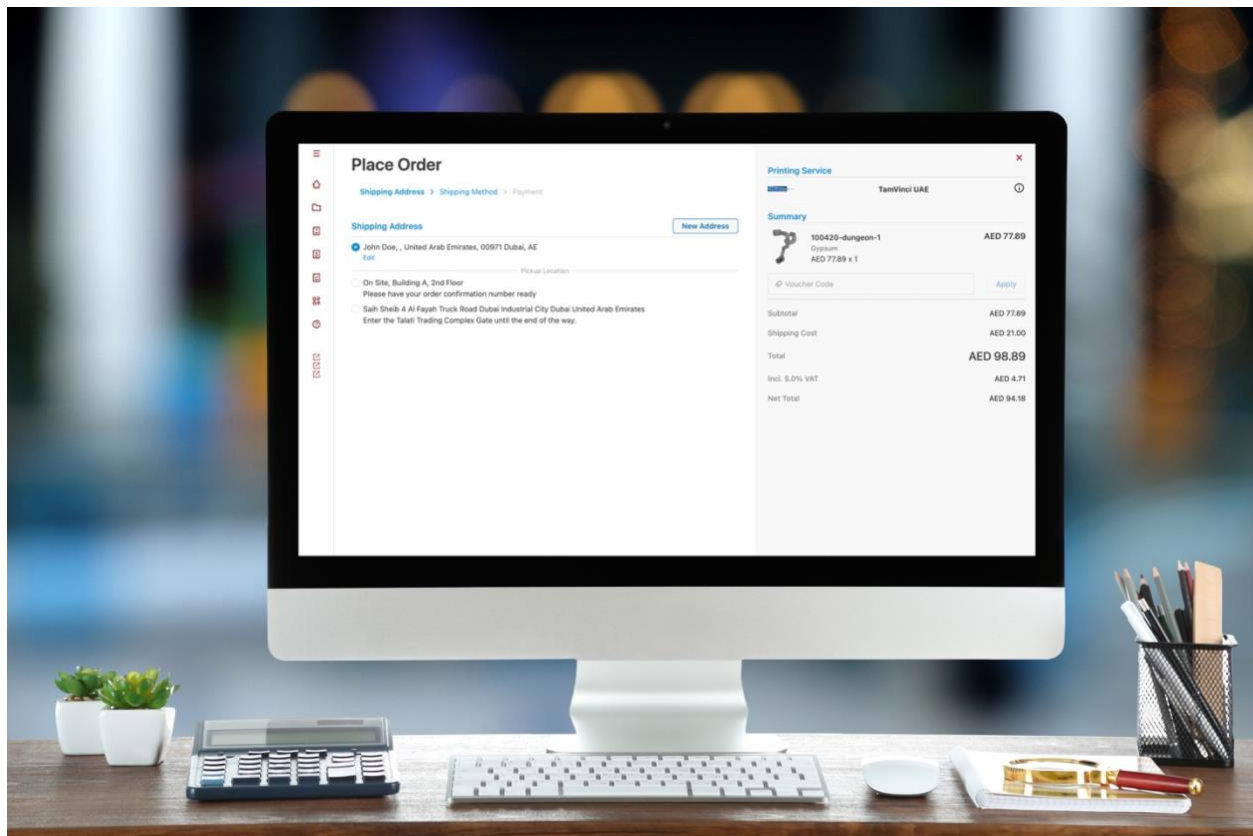 Place Order
Shipping Address > Shipping Method > Payment
Shipping Address
New Address
John Doe, , United Arab Emirates, 00971 Dubai, AE
Edit
Pickup Location
On Site, Building A, 2nd Floor
Please have your order confirmation number ready
Saih Sheib 4 Al Fayah Truck Road Dubai Industrial City Dubai United Arab Emirates
Enter the Talati Trading Complex Gate until the end of the way.
Printing Service
TamVinci UAE
Summary
100420-dungeon-1 AED 77.89
Gypsum
AED 77.89 x 1
Voucher Code Apply
Subtotal AED 77.89
Shipping Cost AED 21.00
Total AED 98.89
Incl. 5.0% VAT AED 4.71
Net Total AED 94.18